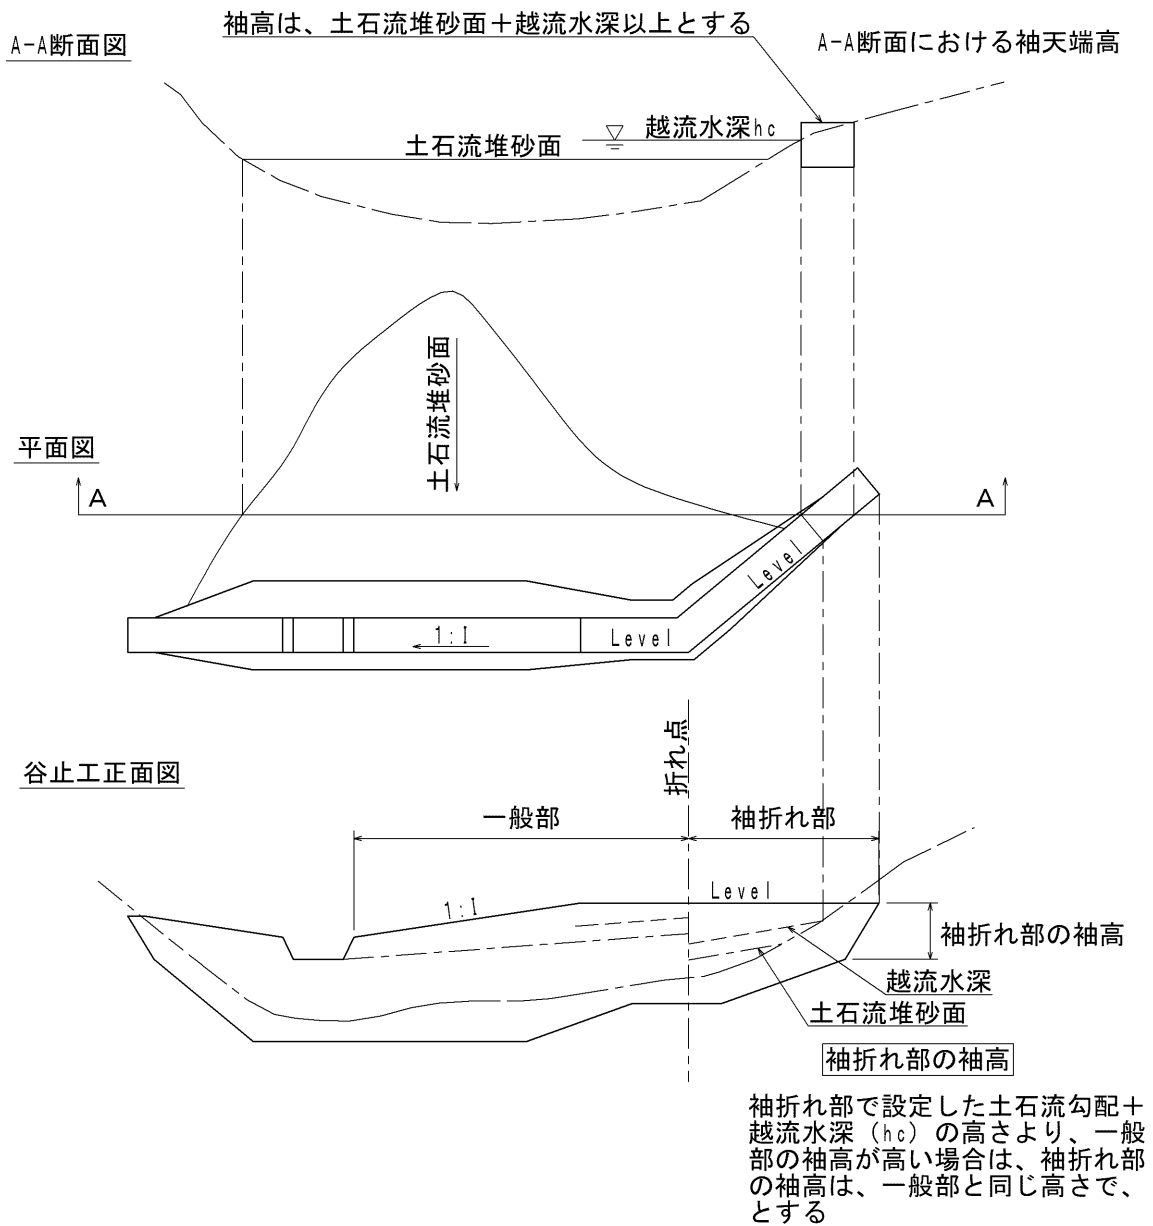 袖高は、土石流堆砂面＋越流水深以上とする
A-A断面図
A-A断面における袖天端高
越流水深hc
土石流堆砂面
土石流堆砂面
平面図
A
A
Level
1:I
Level
折れ点
谷止工正面図
一般部
袖折れ部
Level
1:I
袖折れ部の袖高
越流水深
土石流堆砂面
袖折れ部の袖高
袖折れ部で設定した土石流勾配＋
越流水深（hc）の高さより、一般
部の袖高が高い場合は、袖折れ部
の袖高は、一般部と同じ高さで、
とする